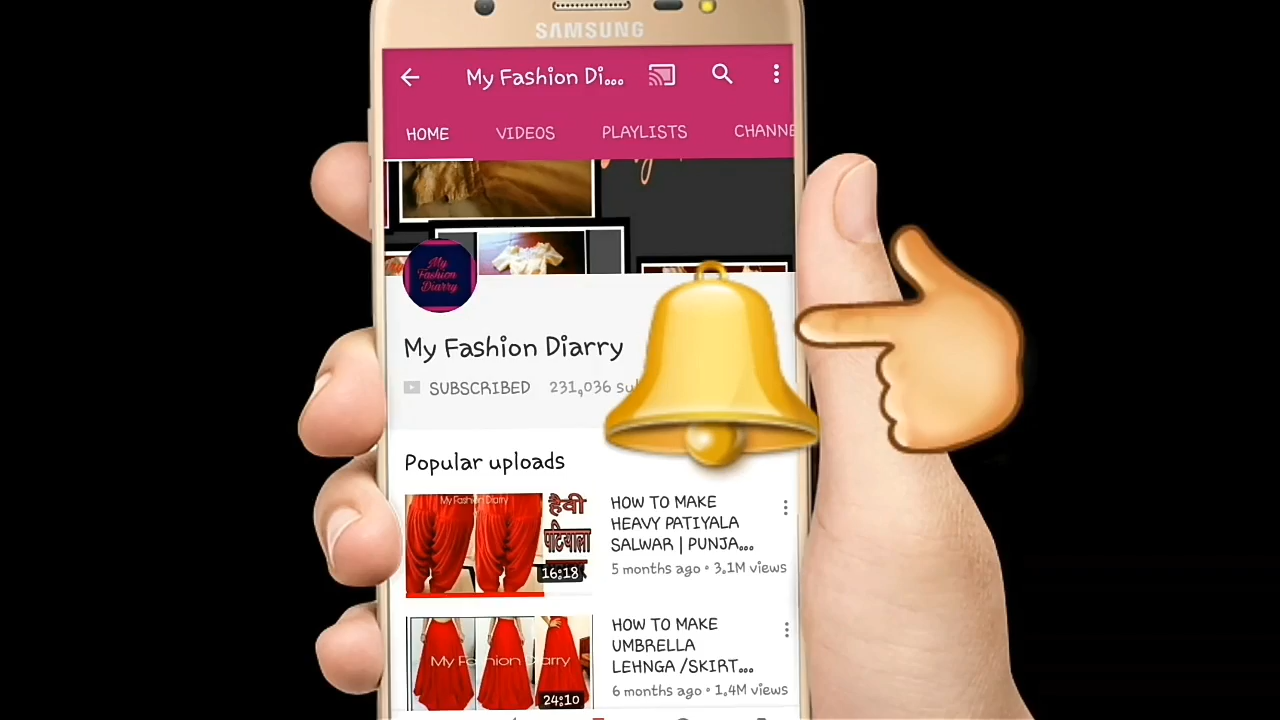 SAMSUNG
My Fashion Di...
HOME VIDEOS PLAYLISTS CHANNE
My
Fashion
Diarry
My Fashion Diarry
SUBSCRIBED 231,036 su
Popular uploads
My Fashion Diarry
हैवी
पटियाला
16:18
HOW TO MAKE
HEAVY PATIYALA
SALWAR | PUNJA...
5 months ago • 3.1M views
My Fashion Diarry
24:10
HOW TO MAKE
UMBRELLA
LEHNGA /SKIRT...
6 months ago • 1.4M views